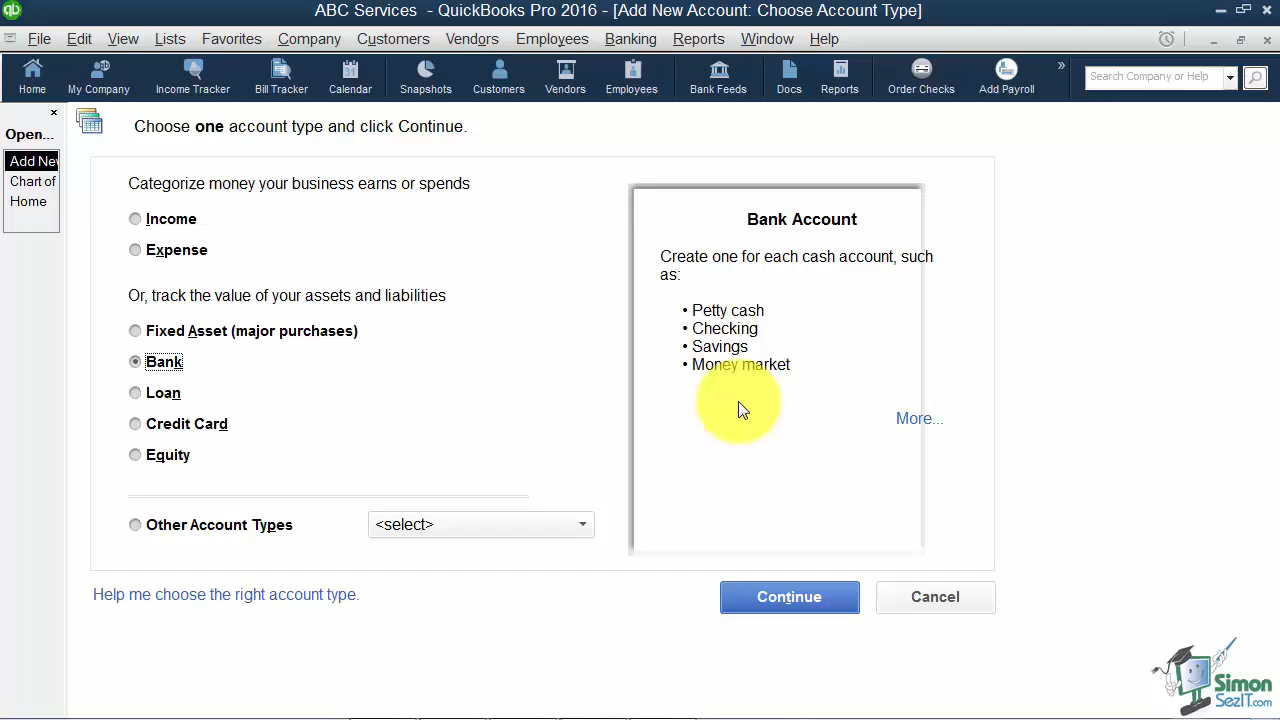 ABC Services - QuickBooks Pro 2016 - [Add New Account: Choose Account Type]
File Edit View Lists Favorites Company Customers Vendors Employees Banking Reports Window Help
Home My Company Income Tracker Bill Tracker Calendar Snapshots Customers Vendors Employees Bank Feeds Docs Reports Order Checks Add Payroll » Search Company or Help
Open...
Add New
Chart of
Home
Choose one account type and click Continue.
Categorize money your business earns or spends
Income
Expense
Or, track the value of your assets and liabilities
Fixed Asset (major purchases)
Bank
Loan
Credit Card
Equity
Other Account Types
<select>
Bank Account
Create one for each cash account, such
as:
• Petty cash
• Checking
• Savings
• Money market
More...
Help me choose the right account type.
Continue
Cancel
Simon
SezIT.com